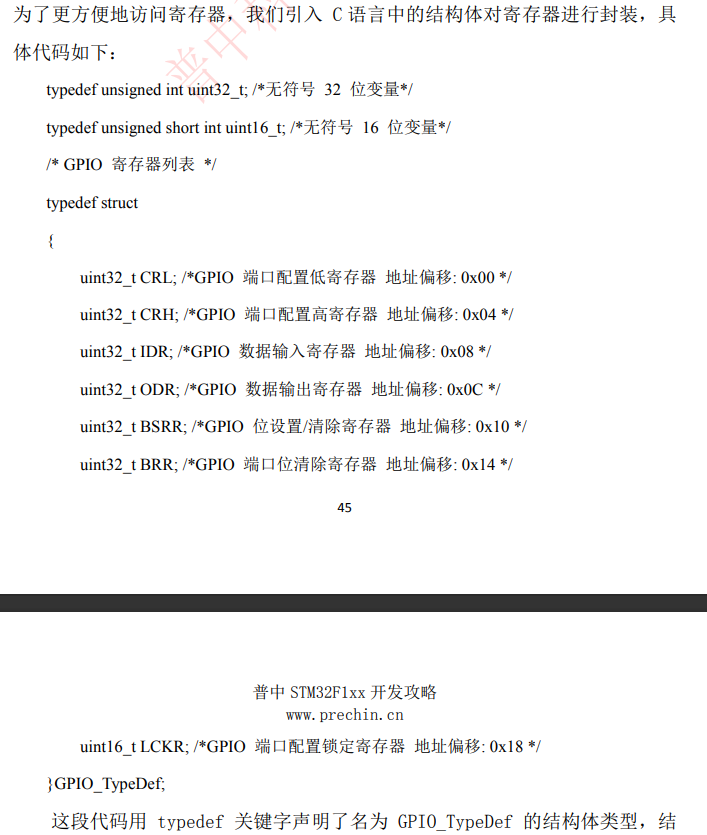 为了更方便地访问寄存器，我们引入 C 语言中的结构体对寄存器进行封装，具
体代码如下：
typedef unsigned int uint32_t; /*无符号 32 位变量*/
typedef unsigned short int uint16_t; /*无符号 16 位变量*/
/* GPIO 寄存器列表 */
typedef struct
{
uint32_t CRL; /*GPIO 端口配置低寄存器 地址偏移: 0x00 */
uint32_t CRH; /*GPIO 端口配置高寄存器 地址偏移: 0x04 */
uint32_t IDR; /*GPIO 数据输入寄存器 地址偏移: 0x08 */
uint32_t ODR; /*GPIO 数据输出寄存器 地址偏移: 0x0C */
uint32_t BSRR; /*GPIO 位设置/清除寄存器 地址偏移: 0x10 */
uint32_t BRR; /*GPIO 端口位清除寄存器 地址偏移: 0x14 */
45
普中 STM32F1xx 开发攻略
www.prechin.cn
uint16_t LCKR; /*GPIO 端口配置锁定寄存器 地址偏移: 0x18 */
}GPIO_TypeDef;
这段代码用 typedef 关键字声明了名为 GPIO_TypeDef 的结构体类型，结
普中